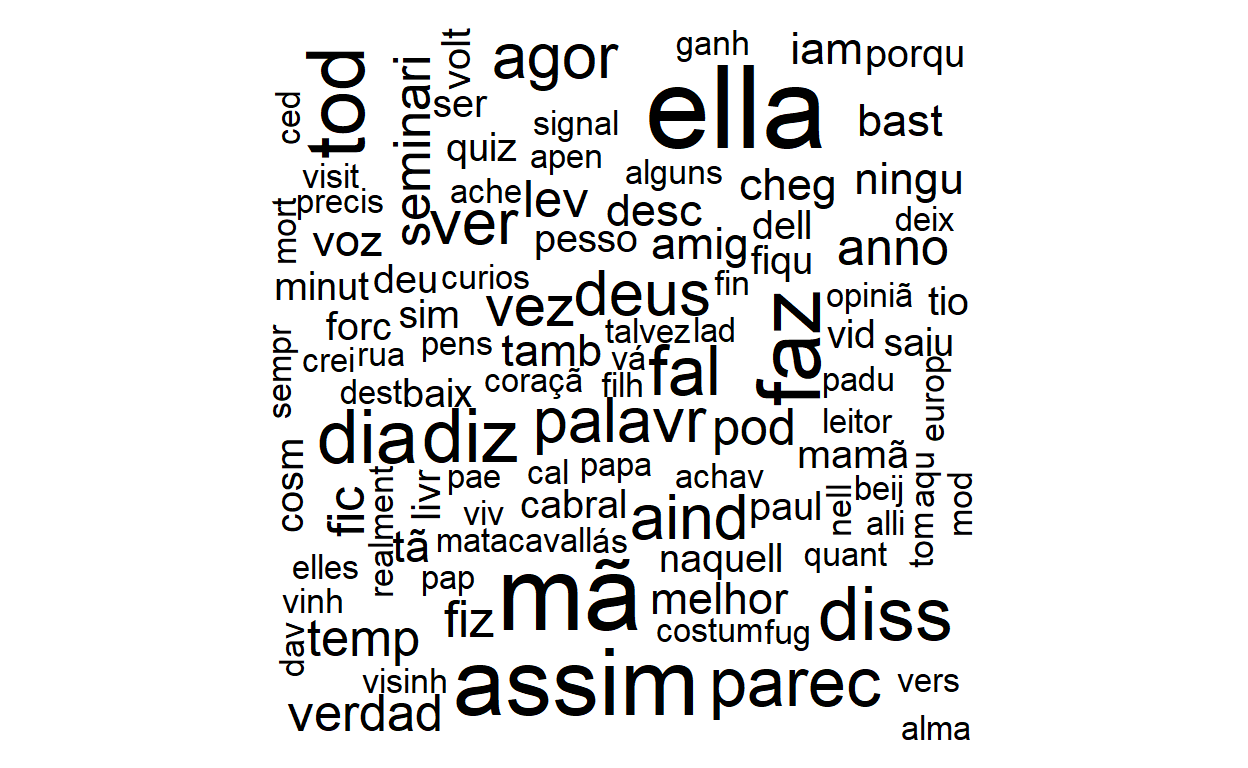 ganh
iam
porqu
volt
agor
tod
ella
ced
seminari
ser
signal
bast
quiz
apen
visit
alguns
cheg
ningu
precis
ache
lev
desc
mort
ver
dell
deix
voz
pesso
amig
anno
fiqu
minut
deu
curios
fin
vez
deus
faz
opiniã
tio
forc
sim
talvez
lad
vid
saiu
sempr
crei
rua
pens
tamb
vá
fal
dest
baix
coraçã
filh
padu
europ
dia
diz
palavr
pod
leitor
mamã
cosm
fic
realment
livr
pae
cal
papa
achav
aqu
beij
nell
mod
viv
cabral
aind
paul
alli
tom
tã
matacavallás
naquell
quant
elles
pap
vinh
mã
melhor
diss
fiz
costum
fug
dav
temp
visinh
assim
parec
vers
verdad
alma